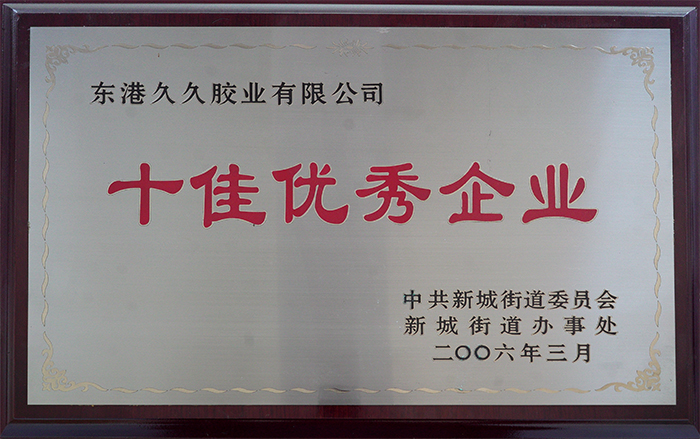 东港久久胶业有限公司
十佳优秀企业
中共新城街道委员会
新城街道办事处
二〇〇六年三月